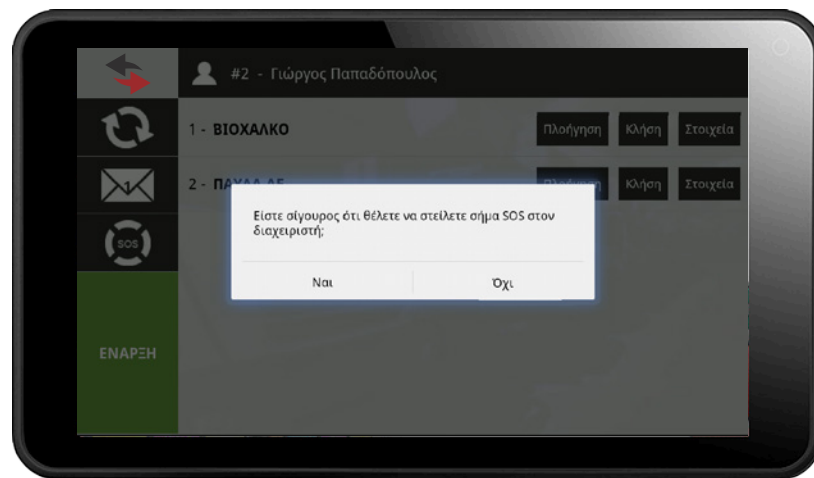 #2 - Γιώργος Παπαδόπουλος
1 - ΒΙΟΧΑΛΚΟ Πλοήγηση Κλήση Στοιχεία
2 - Κλήση Στοιχεία
1
SOS
Είστε σίγουρος ότι θέλετε να στείλετε σήμα SOS στον
διαχειριστή;
Ναι Όχι
ΕΝΑΡΞΗ